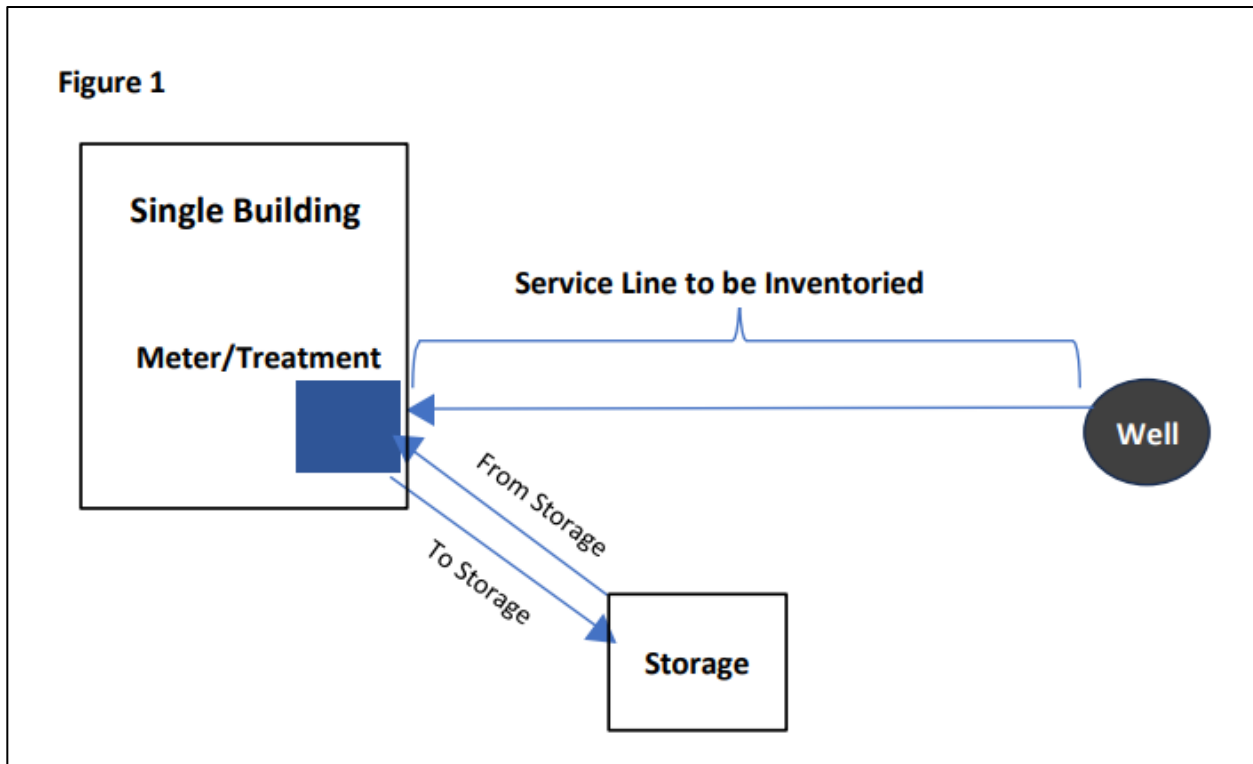 Figure 1
Single Building
Service Line to be Inventoried
Meter/Treatment
Well
From Storage
To Storage
Storage